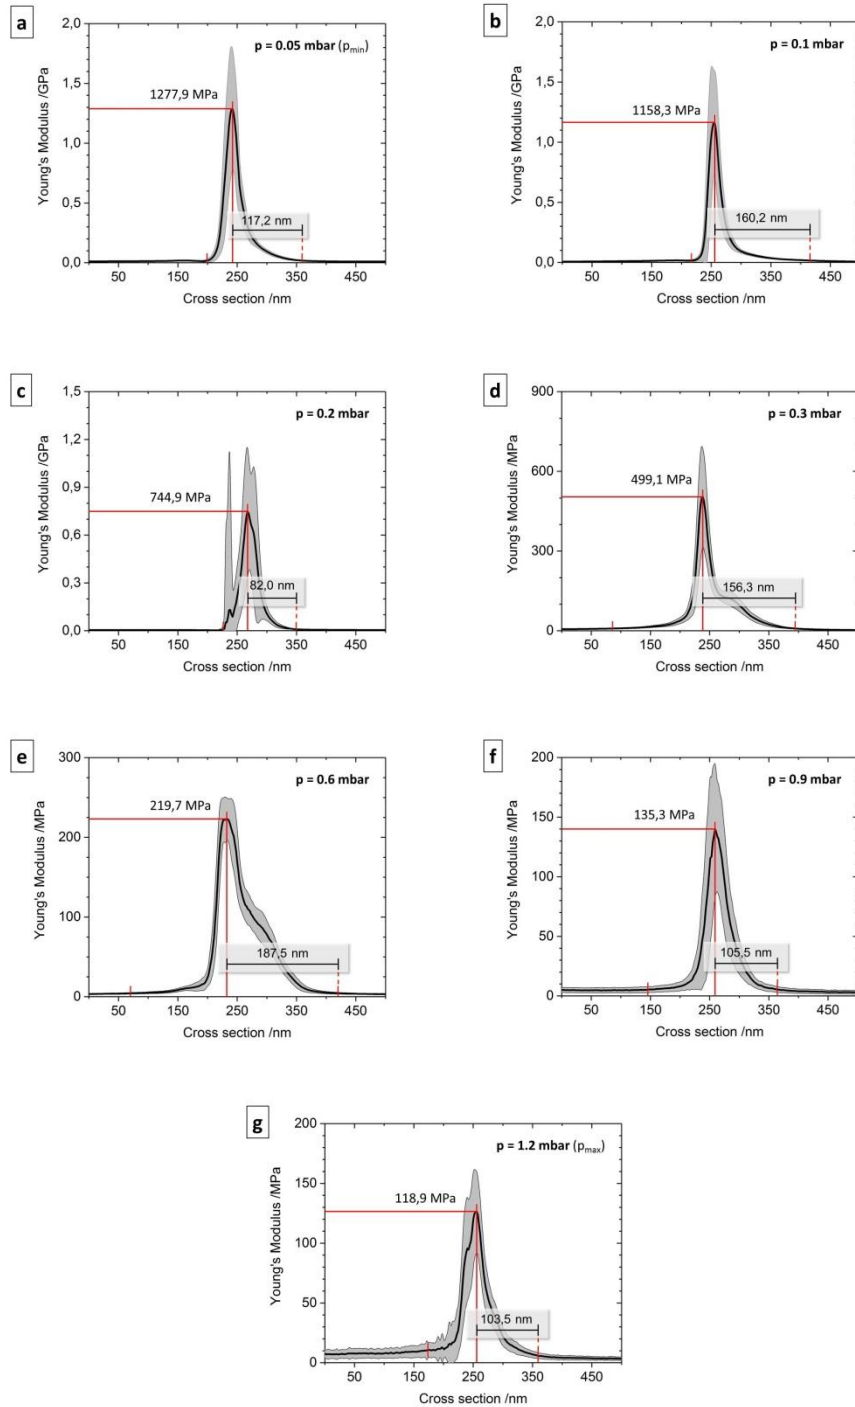 a
p = 0.05 mbar (pmin)
2,0
1,5
1,0
0,5
0,0
Young's Modulus /GPa
1277,9 MPa
117,2 nm
50 150 250 350 450
Cross section /nm
b
p = 0.1 mbar
2,0
1,5
1,0
0,5
0,0
Young's Modulus /GPa
1158,3 MPa
160,2 nm
50 150 250 350 450
Cross section /nm
c
p = 0.2 mbar
1,5
1,2
0,9
0,6
0,3
0,0
Young's Modulus /GPa
744,9 MPa
82,0 nm
50 150 250 350 450
Cross section /nm
d
p = 0.3 mbar
900
600
300
0
Young's Modulus /MPa
499,1 MPa
156,3 nm
50 150 250 350 450
Cross section /nm
e
p = 0.6 mbar
300
200
100
0
Young's Modulus /MPa
219,7 MPa
187,5 nm
50 150 250 350 450
Cross section /nm
f
p = 0.9 mbar
200
150
100
50
0
Young's Modulus /MPa
135,3 MPa
105,5 nm
50 150 250 350 450
Cross section /nm
g
p = 1.2 mbar (pmax)
200
150
100
50
0
Young's Modulus /MPa
118,9 MPa
103,5 nm
50 150 250 350 450
Cross section /nm